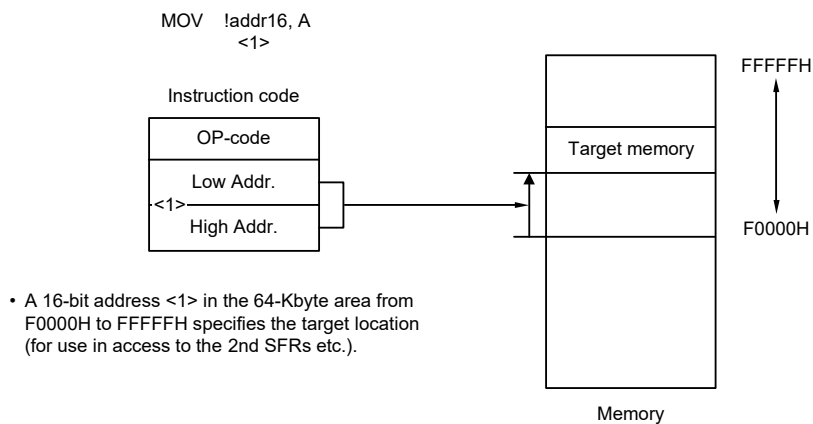 MOV !addr16, A
<1>
FFFFFH
Instruction code
OP-code
Target memory
Low Addr.
<1>
High Addr.
F0000H
• A 16-bit address <1> in the 64-Kbyte area from
F0000H to FFFFFH specifies the target location
(for use in access to the 2nd SFRs etc.).
Memory